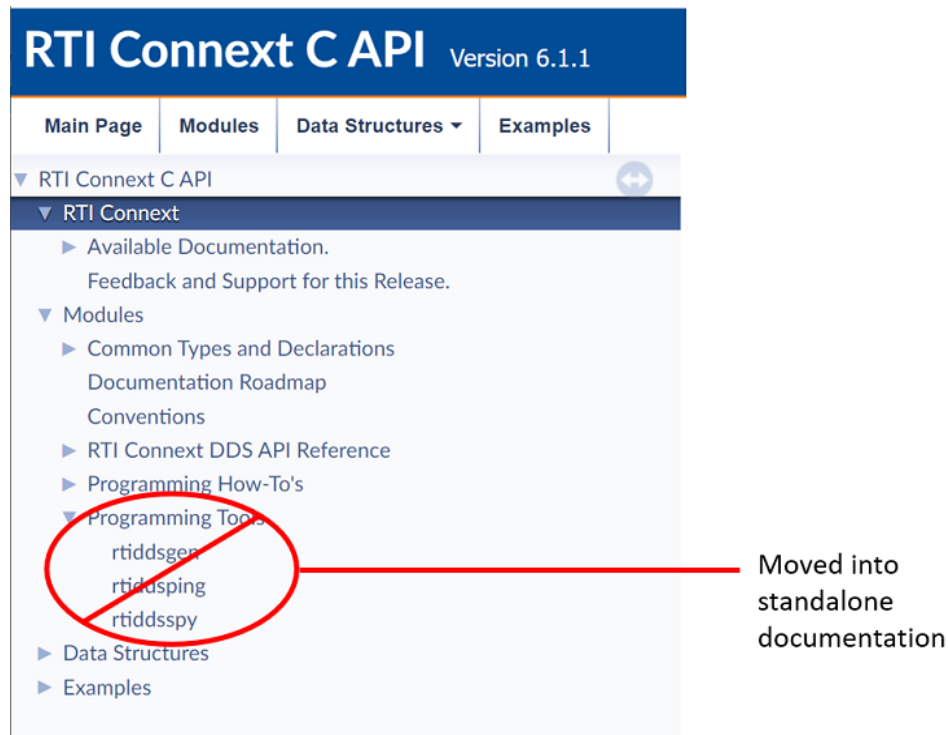 RTI Connext C API Version 6.1.1
Main Page Modules Data Structures Examples
RTI Connext C API
RTI Connext
Available Documentation.
Feedback and Support for this Release.
Modules
Common Types and Declarations
Documentation Roadmap
Conventions
RTI Connext DDS API Reference
Programming How-To's
Programming Tools
rtiddsgen
rtiddsping
rtiddsspy
Data Structures
Examples
Moved into
standalone
documentation